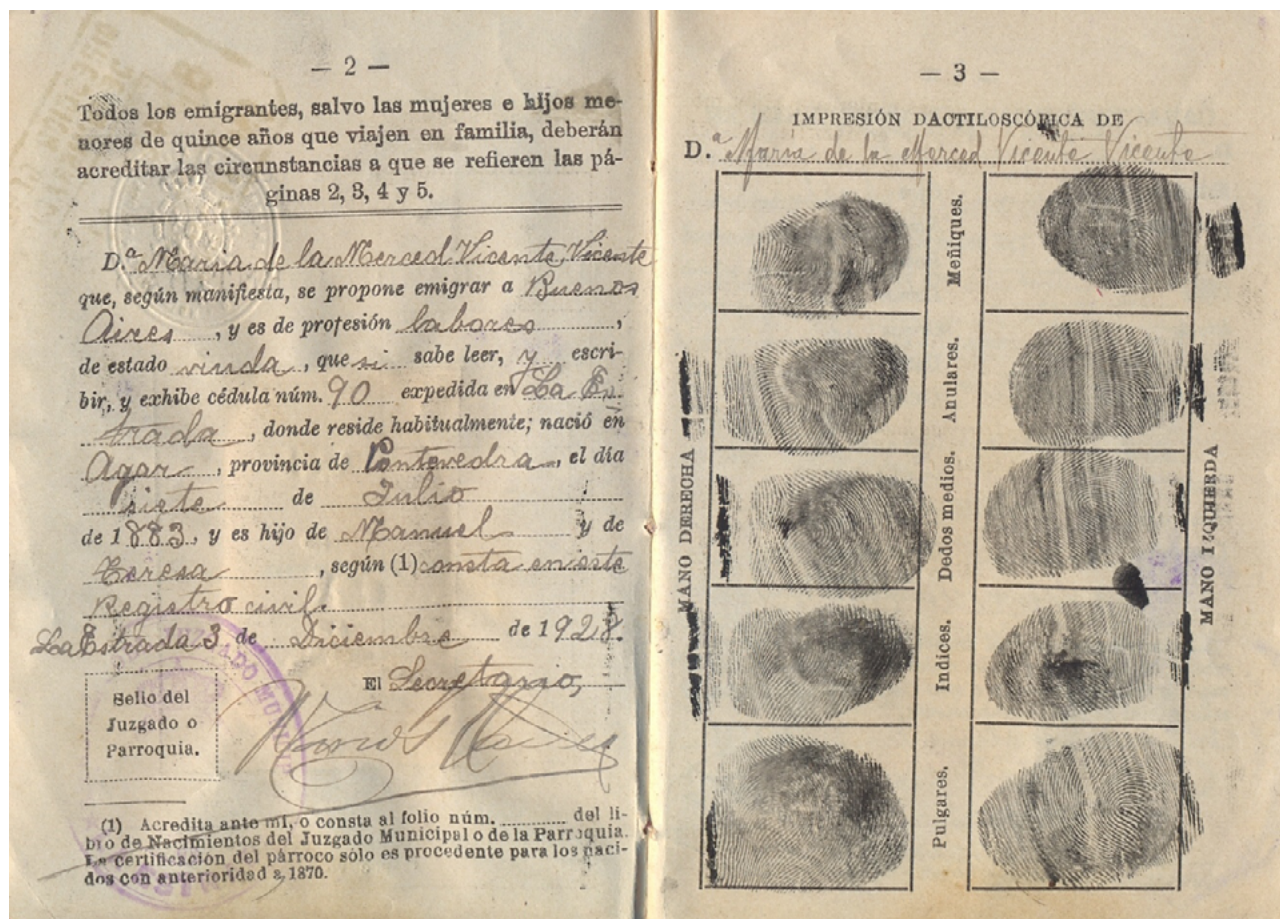 — 2 —
Todos los emigrantes, salvo las mujeres e hijos me-
nores de quince años que viajen en familia, deberán
acreditar las circunstancias a que se refieren las pá-
ginas 2, 3, 4 y 5.
D.ª María de la Merced Vicente Vicente
que, según manifiesta, se propone emigrar a Buenos
Aires, y es de profesión labores,
de estado viuda, que si sabe leer, y escri-
bir, y exhibe cédula núm. 90 expedida en La Es
trada, donde reside habitualmente; nació en
Agar, provincia de Pontevedra, el día
siete de Julio
de 1883, y es hijo de Manuel y de
Teresa, según (1) consta en este
Registro civil.
La Estrada 3 de Diciembre de 1928.
El Secretario,
Sello del
Juzgado o
Parroquia.
(1) Acredita ante mí, o consta al folio núm. del li-
bro de Nacimientos del Juzgado Municipal o de la Parroquia.
La certificación del párroco sólo es procedente para los naci-
dos con anterioridad a 1870.
— 3 —
IMPRESIÓN DACTILOSCÓPICA DE
D.ª María de la Merced Vicente Vicente
MANO DERECHA
Meñiques.
Anulares.
Dedos medios.
Indices.
Pulgares.
MANO IZQUIERDA